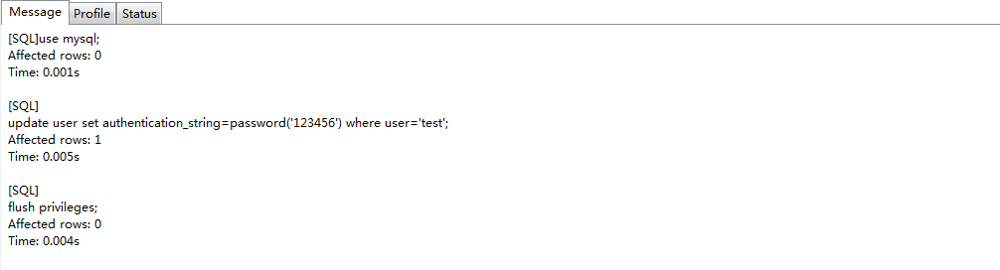 Message Profile Status
[SQL]use mysql;
Affected rows: 0
Time: 0.001s
[SQL]
update user set authentication_string=password('123456') where user='test';
Affected rows: 1
Time: 0.005s
[SQL]
flush privileges;
Affected rows: 0
Time: 0.004s